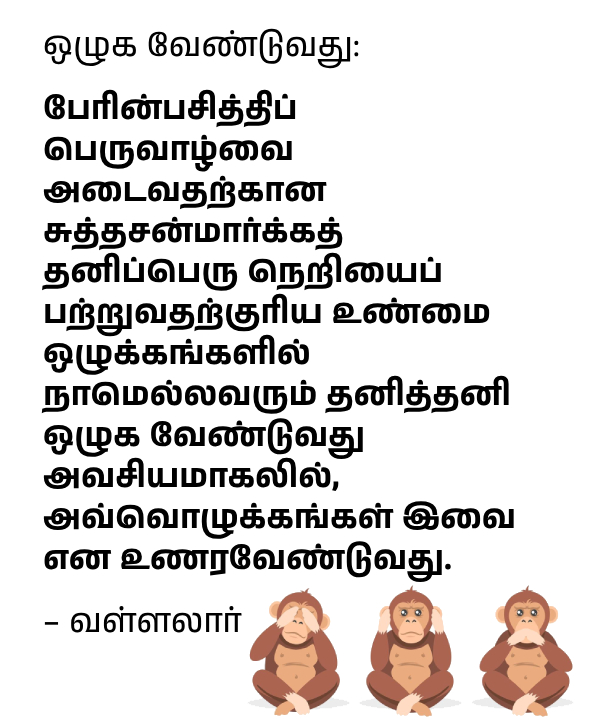 ஒழுக வேண்டுவது:
பேரின்பசித்திப்
பெருவாழ்வை
அடைவதற்கான
சுத்தசன்மார்க்கத்
தனிப்பெரு நெறியைப்
பற்றுவதற்குரிய உண்மை
ஒழுக்கங்களில்
நாமெல்லவரும் தனித்தனி
ஒழுக வேண்டுவது
அவசியமாகலில்,
அவ்வொழுக்கங்கள் இவை
என உணரவேண்டுவது.
– வள்ளலார்